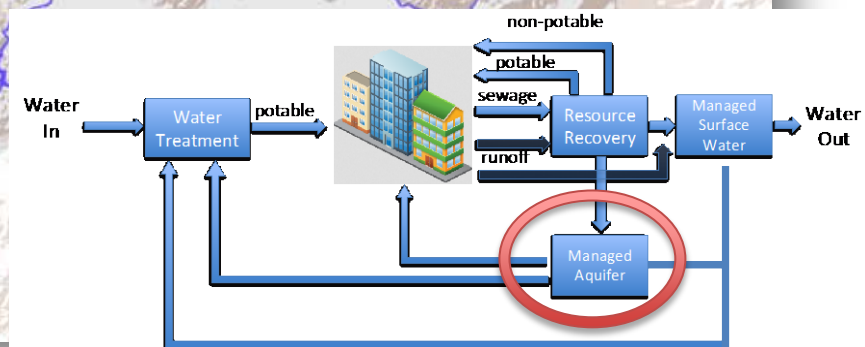 non-potable
potable
sewage
Water
In
Water
Treatment
potable
Resource
Recovery
Managed
Surface
Water
Water
Out
runoff
Managed
Aquifer